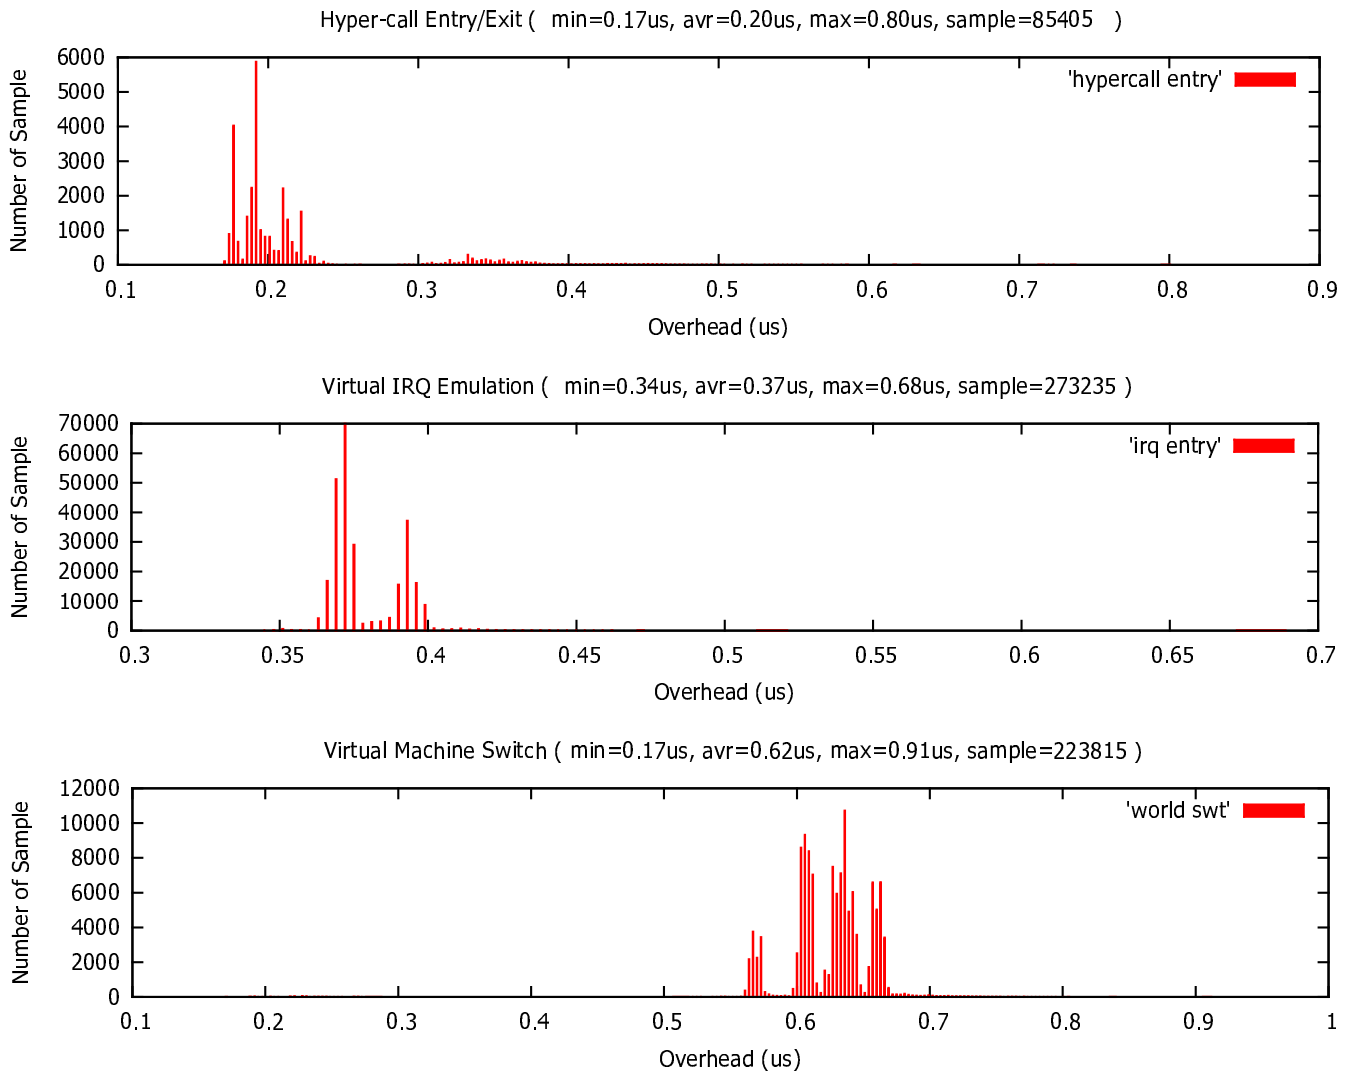 Hyper-call Entry/Exit ( min=0.17us, avr=0.20us, max=0.80us, sample=85405 )
6000
5000
4000
3000
2000
1000
0
Number of Sample
'hypercall entry'
0.1 0.2 0.3 0.4 0.5 0.6 0.7 0.8 0.9
Overhead (us)
Virtual IRQ Emulation ( min=0.34us, avr=0.37us, max=0.68us, sample=273235 )
70000
60000
50000
40000
30000
20000
10000
0
Number of Sample
'irq entry'
0.3 0.35 0.4 0.45 0.5 0.55 0.6 0.65 0.7
Overhead (us)
Virtual Machine Switch ( min=0.17us, avr=0.62us, max=0.91us, sample=223815 )
12000
10000
8000
6000
4000
2000
0
Number of Sample
'world swt'
0.1 0.2 0.3 0.4 0.5 0.6 0.7 0.8 0.9 1
Overhead (us)